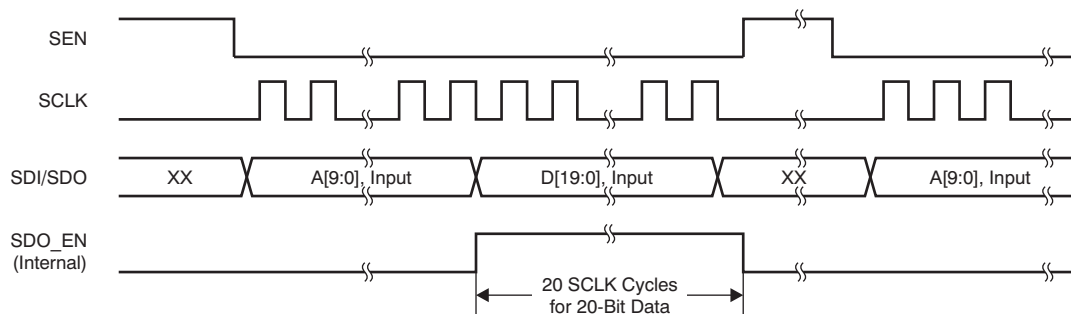 SEN
SCLK
SDI/SDO
XX
A[9:0], Input
D[19:0], Input
XX
A[9:0], Input
SDO_EN
(Internal)
20 SCLK Cycles
for 20-Bit Data